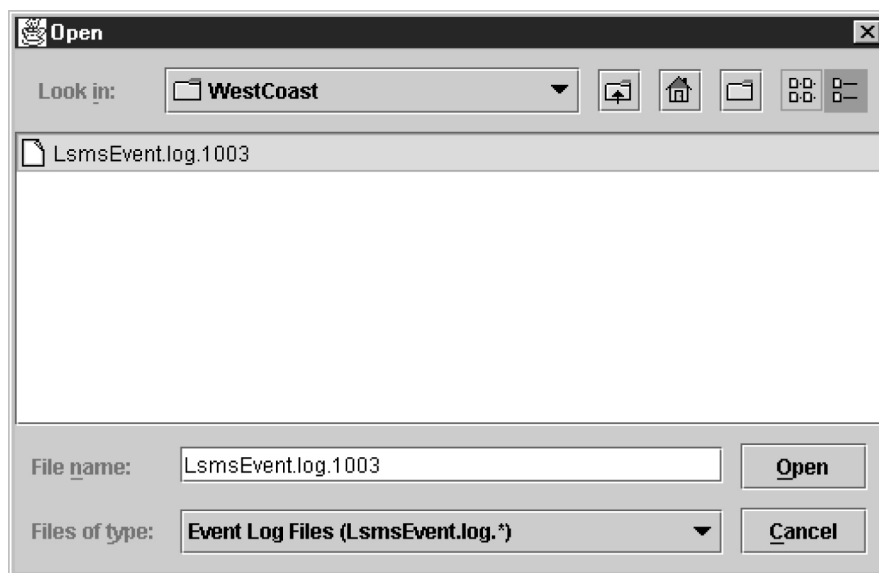 Open
Look in:
WestCoast
LsmsEvent.log.1003
File name:
LsmsEvent.log.1003
Open
Files of type:
Event Log Files (LsmsEvent.log.*)
Cancel